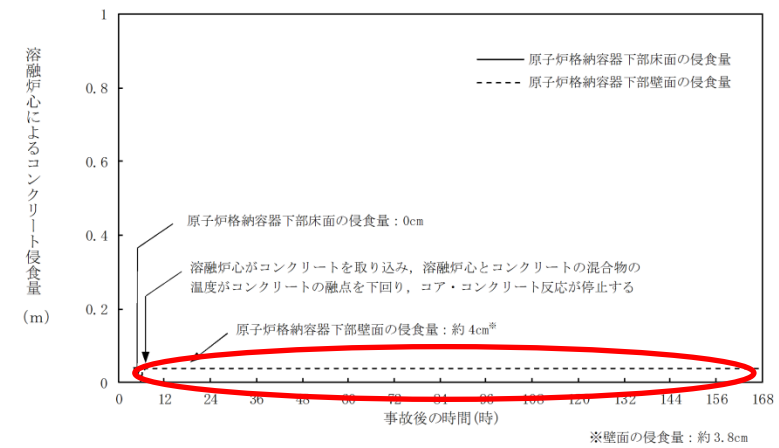 1
0.8
0.6
0.4
0.2
0
溶融炉心によるコンクリート侵食量
(m)
原子炉格納容器下部床面の侵食量
原子炉格納容器下部壁面の侵食量
原子炉格納容器下部床面の侵食量：0cm
溶融炉心がコンクリートを取り込み，溶融炉心とコンクリートの混合物の
温度がコンクリートの融点を下回り，コア・コンクリート反応が停止する
原子炉格納容器下部壁面の侵食量：約4cm※
0 12 24 36 48 60 72 84 96 108 120 132 144 156 168
事故後の時間(時)
※壁面の侵食量：約3.8cm